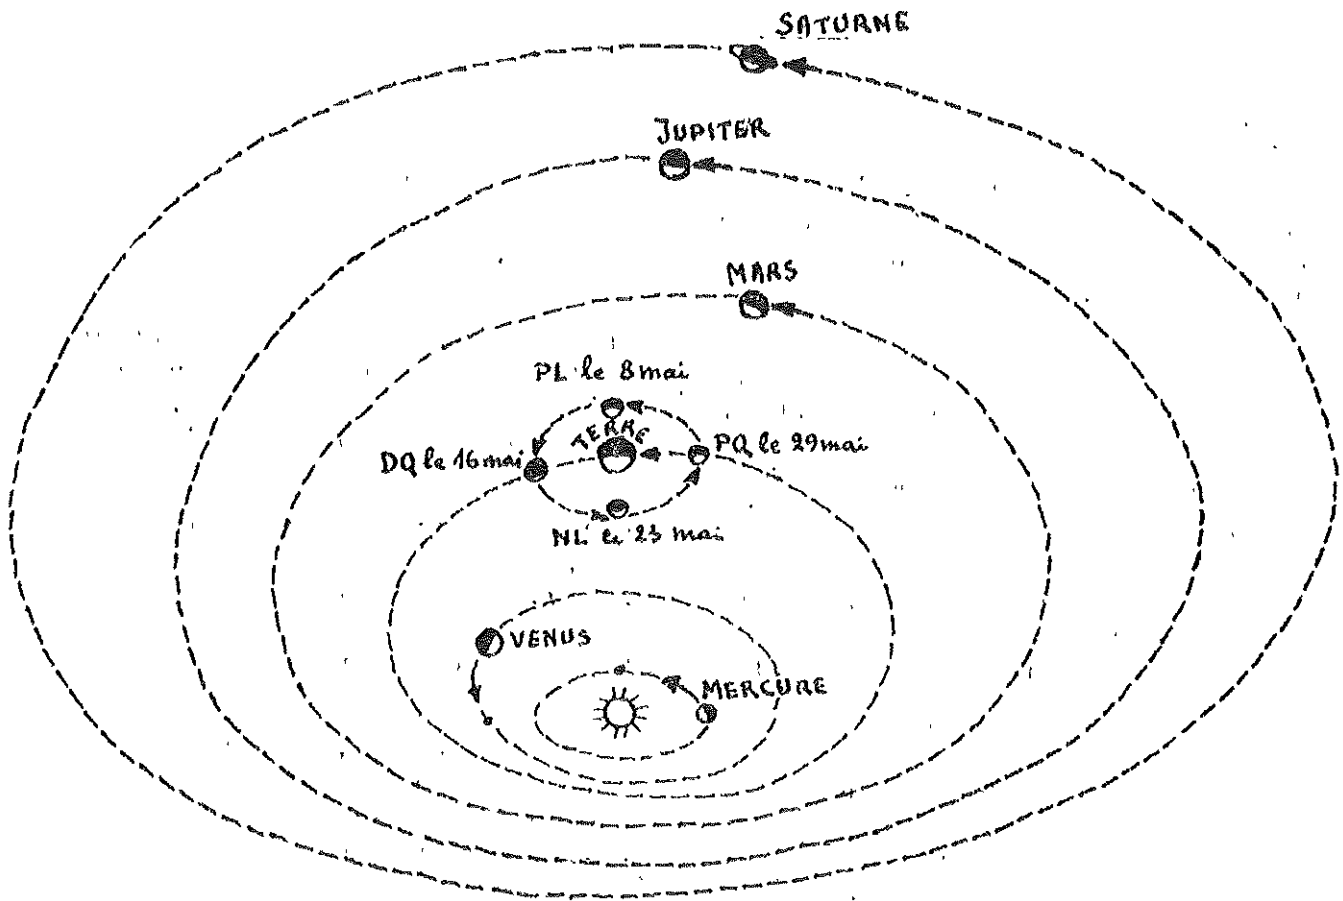 SATURNE
JUPITER
MARS
PL le 8 mai
TERRE
PQ le 29 mai
DQ le 16 mai
NL le 23 mai
VENUS
MERCURE